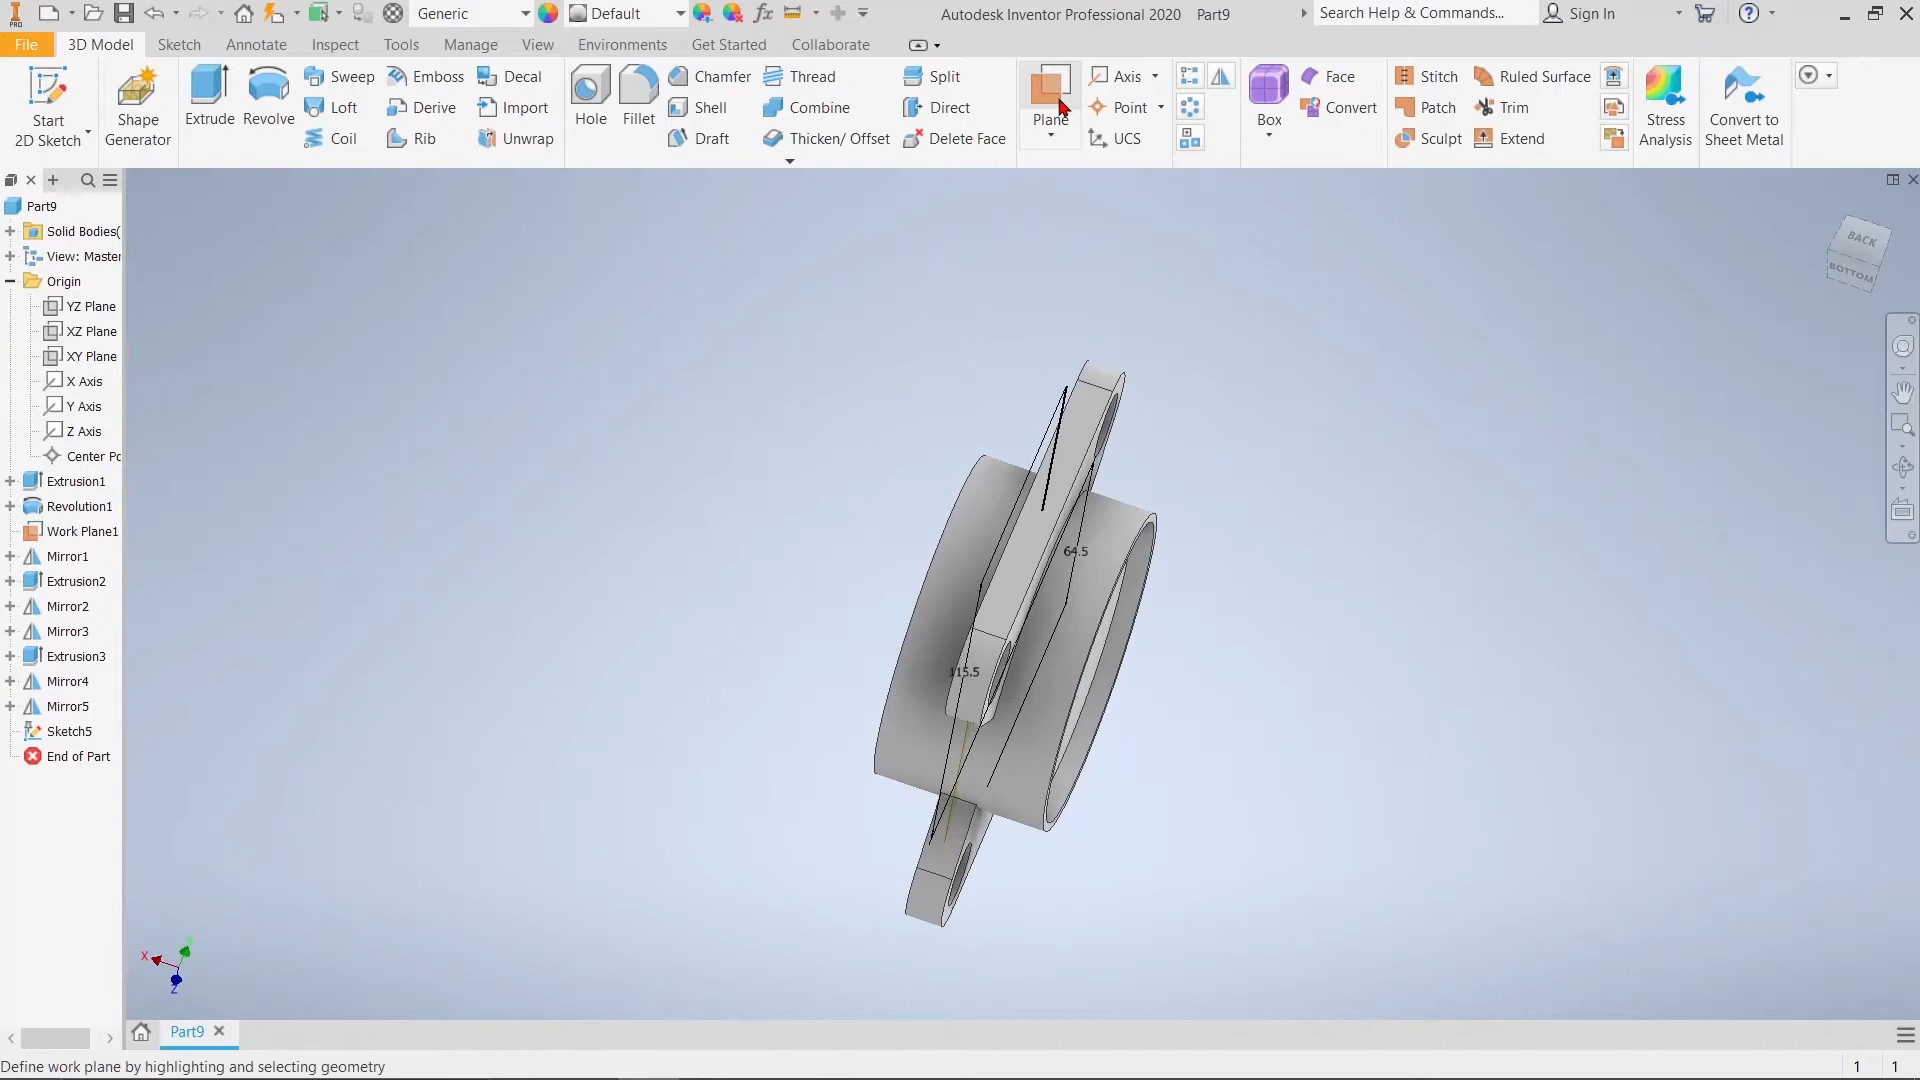 Generic
Default
fx
Autodesk Inventor Professional 2020 Part9
Search Help & Commands...
Sign In
PRO
File
3D Model
Sketch
Annotate
Inspect
Tools
Manage
View
Environments
Get Started
Collaborate
Start
2D Sketch
Shape
Generator
Extrude
Revolve
Sweep
Loft
Coil
Emboss
Derive
Rib
Decal
Import
Unwrap
Hole
Fillet
Chamfer
Shell
Draft
Thread
Combine
Thicken/ Offset
Split
Direct
Delete Face
Plane
Axis
Point
UCS
Box
Face
Convert
Stitch
Patch
Sculpt
Ruled Surface
Trim
Extend
Stress
Analysis
Convert to
Sheet Metal
Part9
Solid Bodies(
View: Master
Origin
YZ Plane
XZ Plane
XY Plane
X Axis
Y Axis
Z Axis
Center Po
Extrusion1
Revolution1
Work Plane1
Mirror1
Extrusion2
Mirror2
Mirror3
Extrusion3
Mirror4
Mirror5
Sketch5
End of Part
BACK
BOTTOM
64.5
115.5
X
Z
Part9
Define work plane by highlighting and selecting geometry
1 1